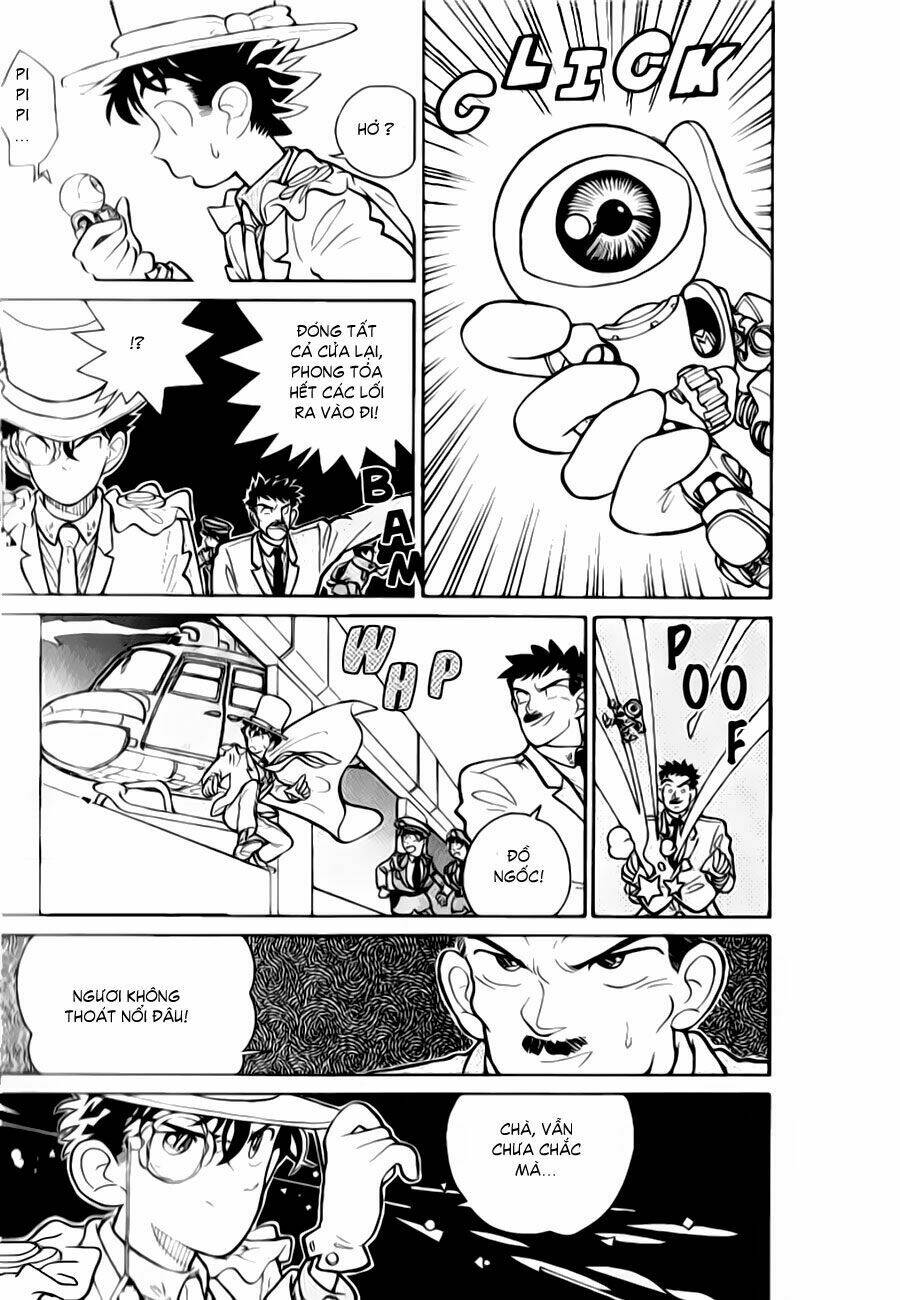 CLICK
HỞ ?
PI
PI
PI
...
ĐÓNG TẤT
CẢ CỬA LẠI,
PHONG TỎA
HẾT CÁC LỐI
RA VÀO ĐI!
!?
BAM
POOF
WHP
ĐỒ
NGỐC!
NGƯƠI KHÔNG
THOÁT NỔI ĐÂU!
CHÀ, VẪN
CHƯA CHẮC
MÀ...